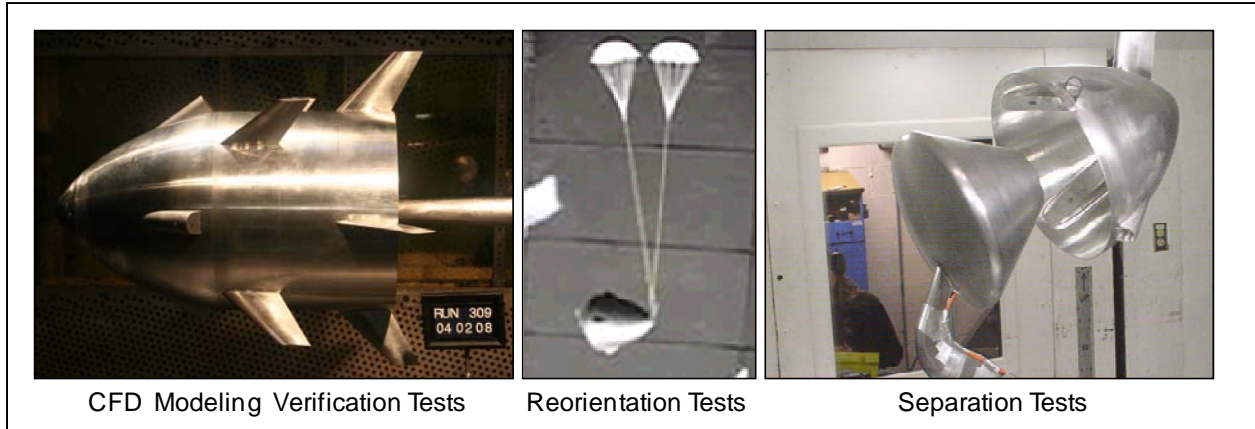 RUN 309
04 02 08
CFD Modeling Verification Tests
Reorientation Tests
Separation Tests